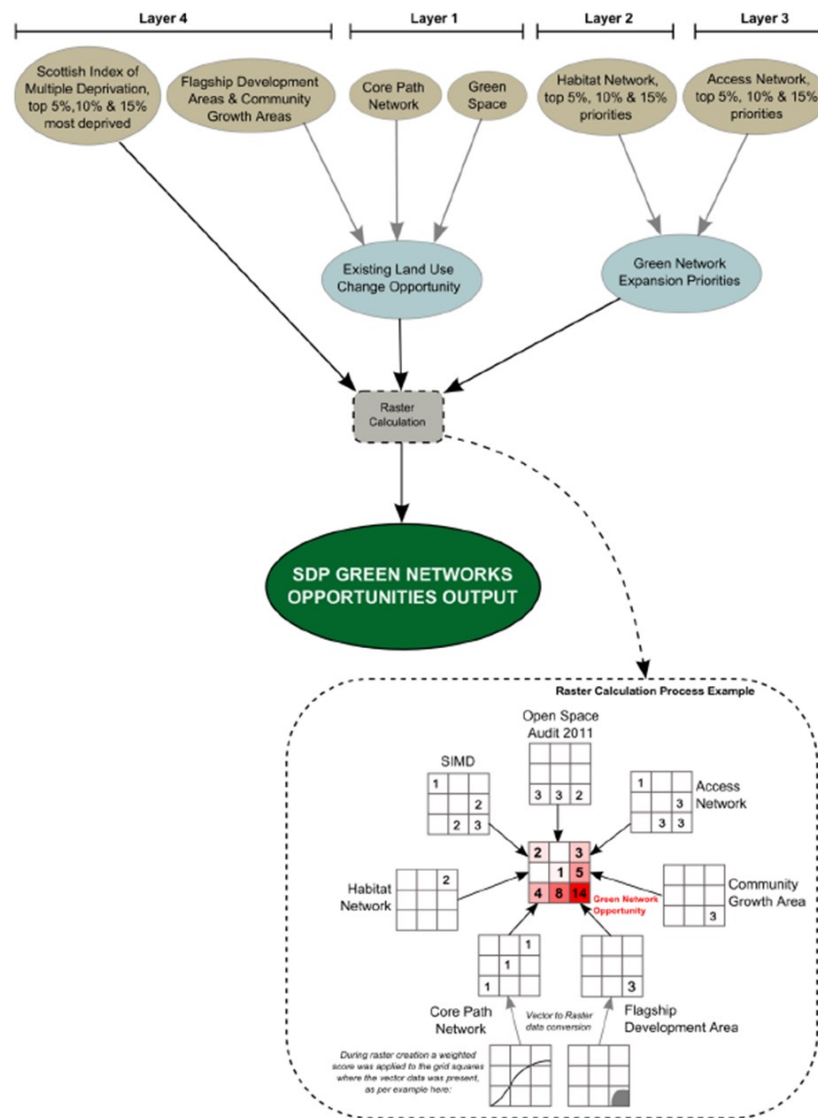 Layer 4
Layer 1
Layer 2
Layer 3
Scottish Index of
Multiple Deprivation,
top 5%,10% & 15%
most deprived
Flagship Development
Areas & Community
Growth Areas
Core Path
Network
Green
Space
Habitat Network,
top 5%, 10% & 15%
priorities
Access Network,
top 5%, 10% & 15%
priorities
Existing Land Use
Change Opportunity
Green Network
Expansion Priorities
Raster
Calculation
SDP GREEN NETWORKS
OPPORTUNITIES OUTPUT
Raster Calculation Process Example
Open Space
Audit 2011
3 3 2
SIMD
1
2
2 3
Access
Network
1
3
3 3
2 3
1 5
4 8 14
Green Network
Opportunity
Habitat
Network
2
Community
Growth Area
3
1
1
1
Core Path
Network
3
Flagship
Development Area
Vector to Raster
data conversion
During raster creation a weighted
score was applied to the grid squares
where the vector data was present,
as per example here: